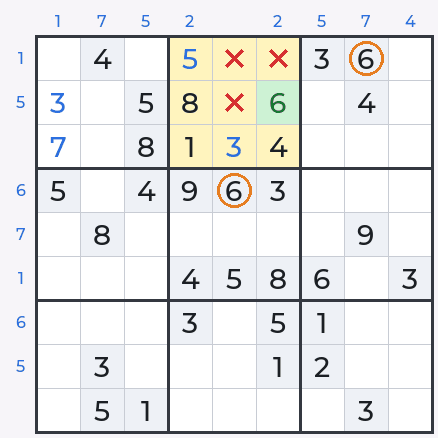 1 7 5 2 2 5 7 4
1 4 5 3 6
5 3 5 8 6 4
7 8 1 3 4
6 5 4 9 6 3
7 8 9
1 4 5 8 6 3
6 3 5 1
5 3 1 2
5 1 3